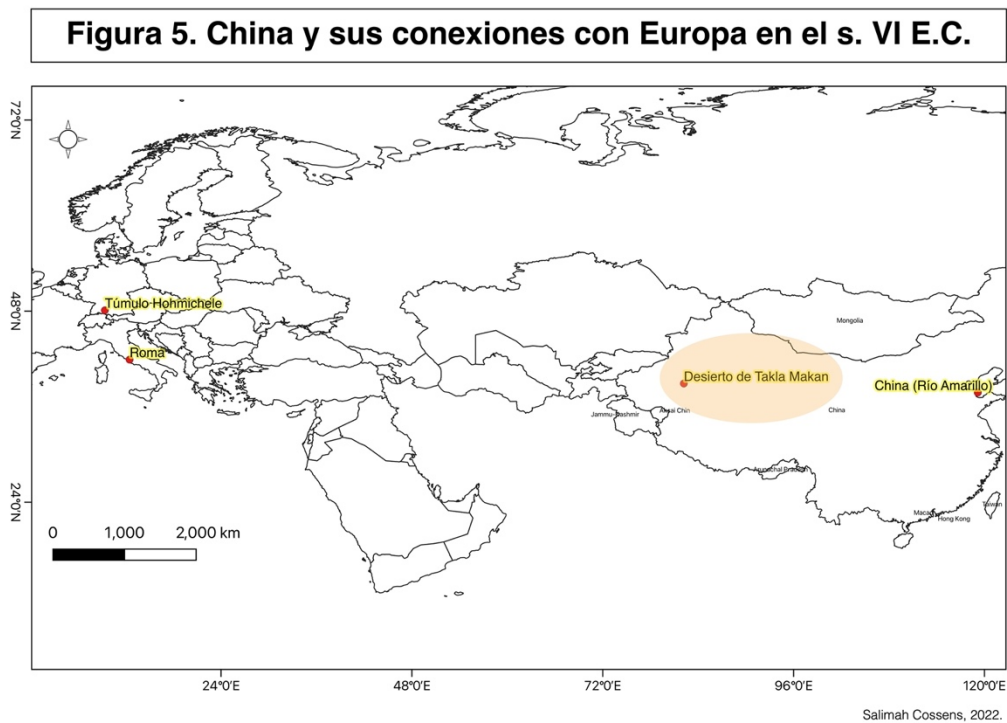 Figura 5. China y sus conexiones con Europa en el s. VI E.C.
72°0'N
48°0'N
24°0'N
Túmulo Hohmichele
Roma
Mongolia
Desierto de Takla Makan
China (Río Amarillo)
Jammu-Kashmir
Aksai Chin
China
Arunachal Pradesh
Taiwan
Macau
Hong Kong
0 1,000 2,000 km
24°0'E 48°0'E 72°0'E 96°0'E 120°0'E
Salimah Cossens, 2022.